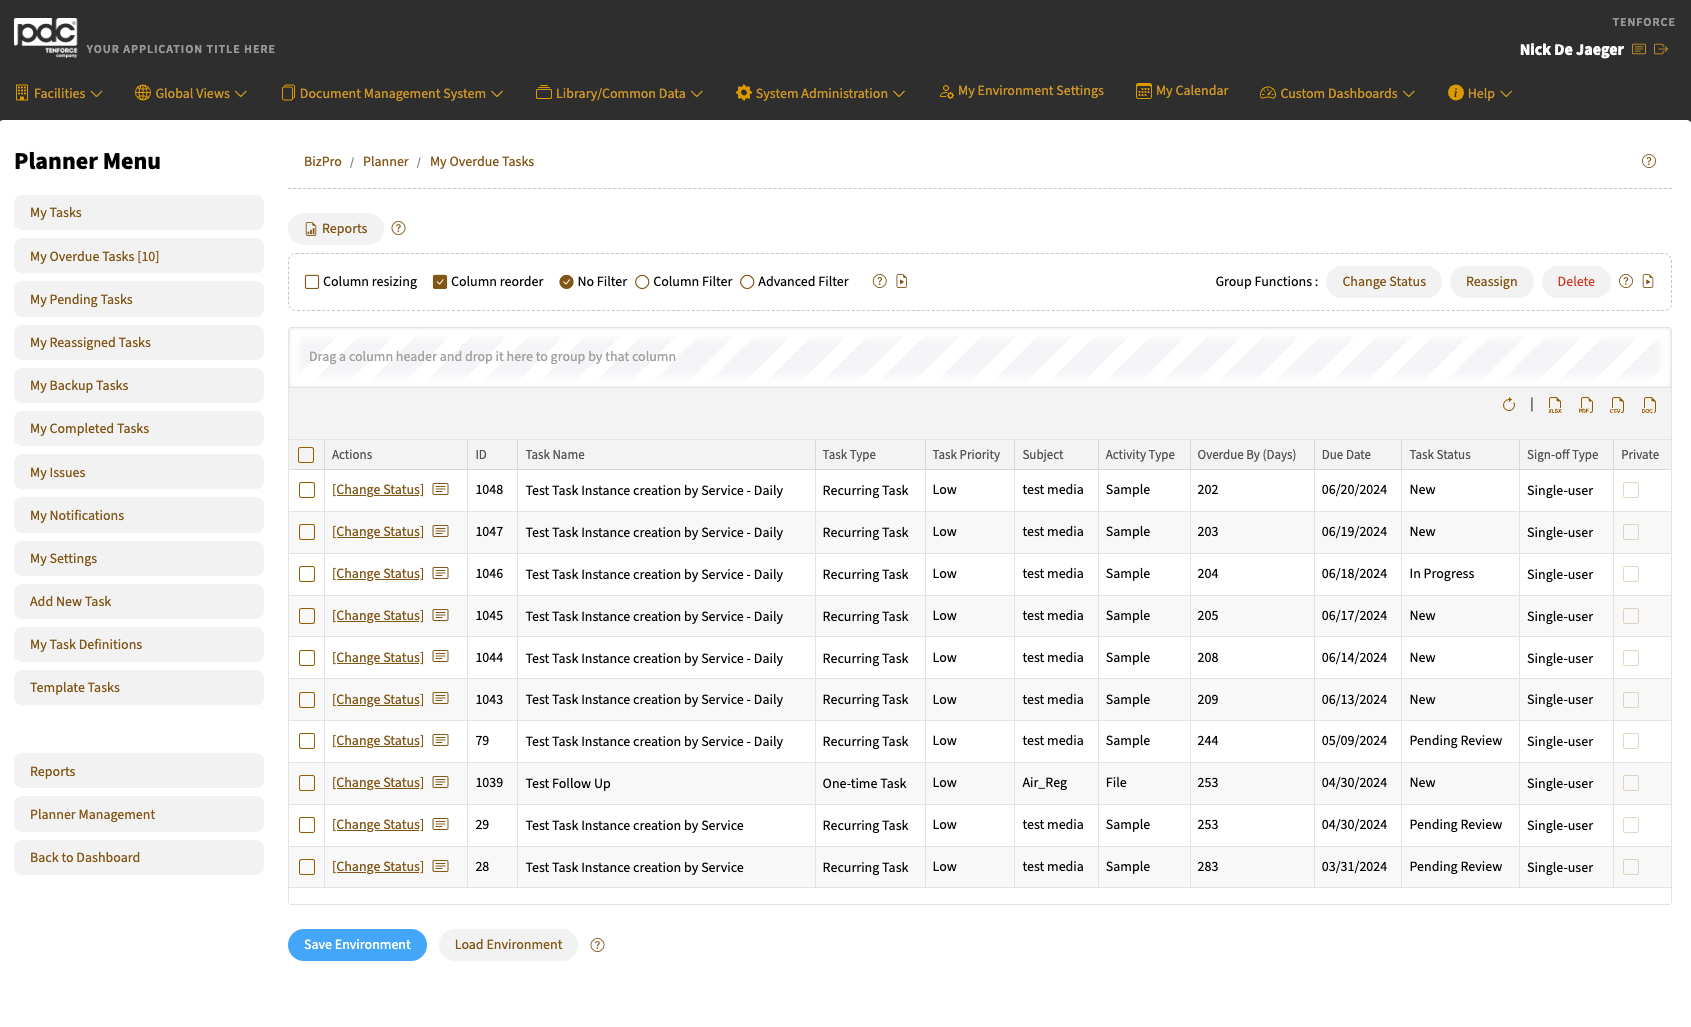 pdc
TENFORCE
company
YOUR APPLICATION TITLE HERE
TENFORCE
Nick De Jaeger
Facilities Global Views Document Management System Library/Common Data System Administration My Environment Settings My Calendar Custom Dashboards Help
Planner Menu
My Tasks
My Overdue Tasks [10]
My Pending Tasks
My Reassigned Tasks
My Backup Tasks
My Completed Tasks
My Issues
My Notifications
My Settings
Add New Task
My Task Definitions
Template Tasks
Reports
Planner Management
Back to Dashboard
BizPro / Planner / My Overdue Tasks
Reports
Column resizing Column reorder No Filter Column Filter Advanced Filter Group Functions : Change Status Reassign Delete
Drag a column header and drop it here to group by that column
XLSX PDF CSV DOC
Actions ID Task Name Task Type Task Priority Subject Activity Type Overdue By (Days) Due Date Task Status Sign-off Type Private
[Change Status] 1048 Test Task Instance creation by Service - Daily Recurring Task Low test media Sample 202 06/20/2024 New Single-user
[Change Status] 1047 Test Task Instance creation by Service - Daily Recurring Task Low test media Sample 203 06/19/2024 New Single-user
[Change Status] 1046 Test Task Instance creation by Service - Daily Recurring Task Low test media Sample 204 06/18/2024 In Progress Single-user
[Change Status] 1045 Test Task Instance creation by Service - Daily Recurring Task Low test media Sample 205 06/17/2024 New Single-user
[Change Status] 1044 Test Task Instance creation by Service - Daily Recurring Task Low test media Sample 208 06/14/2024 New Single-user
[Change Status] 1043 Test Task Instance creation by Service - Daily Recurring Task Low test media Sample 209 06/13/2024 New Single-user
[Change Status] 79 Test Task Instance creation by Service - Daily Recurring Task Low test media Sample 244 05/09/2024 Pending Review Single-user
[Change Status] 1039 Test Follow Up One-time Task Low Air_Reg File 253 04/30/2024 New Single-user
[Change Status] 29 Test Task Instance creation by Service Recurring Task Low test media Sample 253 04/30/2024 Pending Review Single-user
[Change Status] 28 Test Task Instance creation by Service Recurring Task Low test media Sample 283 03/31/2024 Pending Review Single-user
Save Environment Load Environment